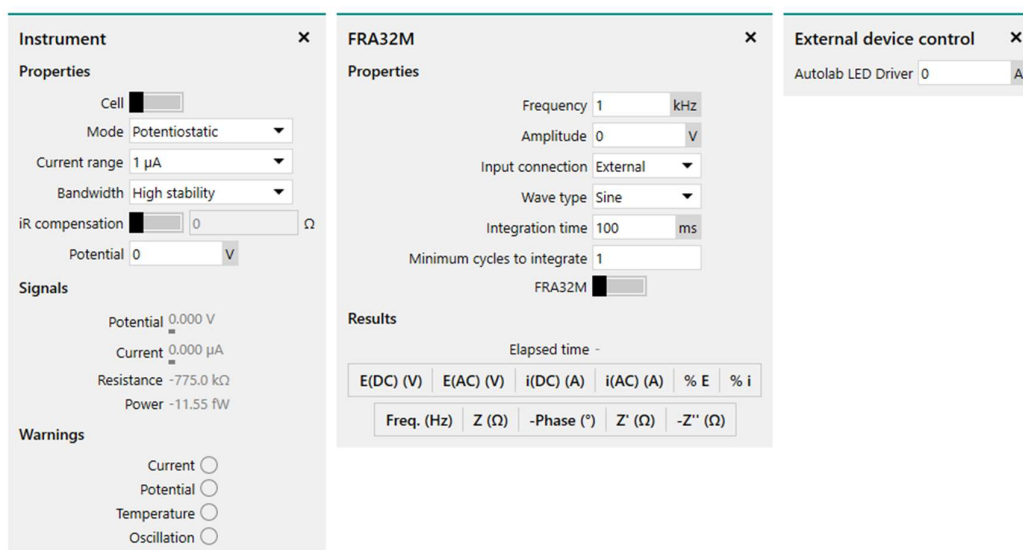 Instrument
Properties
Cell
Mode Potentiostatic
Current range 1 µA
Bandwidth High stability
iR compensation 0 Ω
Potential 0 V
Signals
Potential 0.000 V
Current 0.000 µA
Resistance -775.0 kΩ
Power -11.55 fW
Warnings
Current
Potential
Temperature
Oscillation
FRA32M
Properties
Frequency 1 kHz
Amplitude 0 V
Input connection External
Wave type Sine
Integration time 100 ms
Minimum cycles to integrate 1
FRA32M
Results
Elapsed time -
E(DC) (V) E(AC) (V) i(DC) (A) i(AC) (A) % E % i
Freq. (Hz) Z (Ω) -Phase (°) Z' (Ω) -Z'' (Ω)
External device control
Autolab LED Driver 0 A